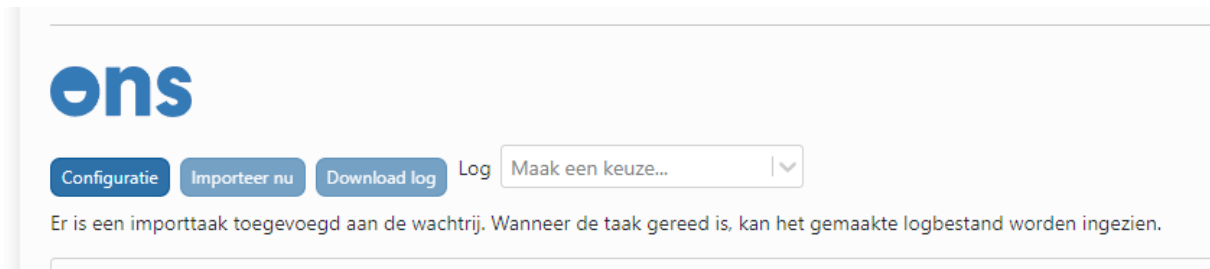 ons
Configuratie Importeer nu Download log Log Maak een keuze...
Er is een importtaak toegevoegd aan de wachtrij. Wanneer de taak gereed is, kan het gemaakte logbestand worden ingezien.